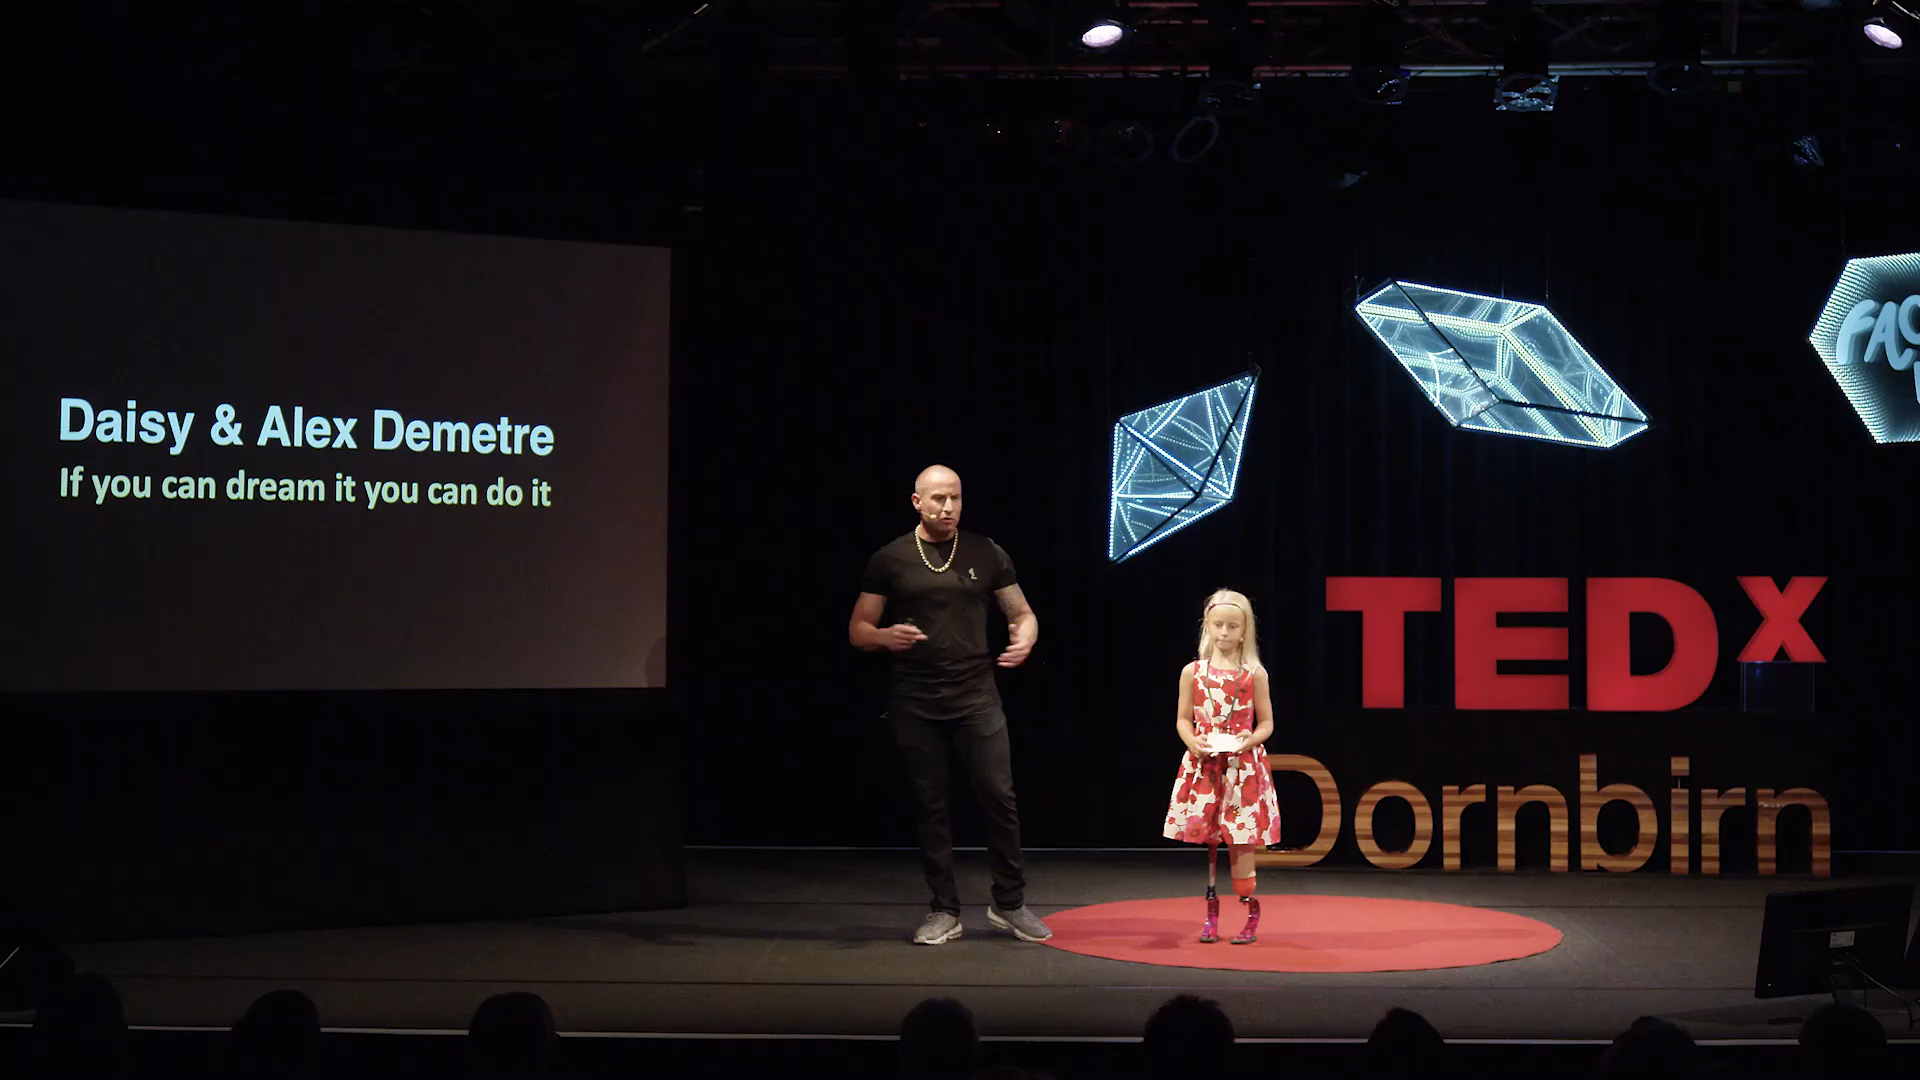 Daisy & Alex Demetre
If you can dream it you can do it
TEDx
Dornbirn